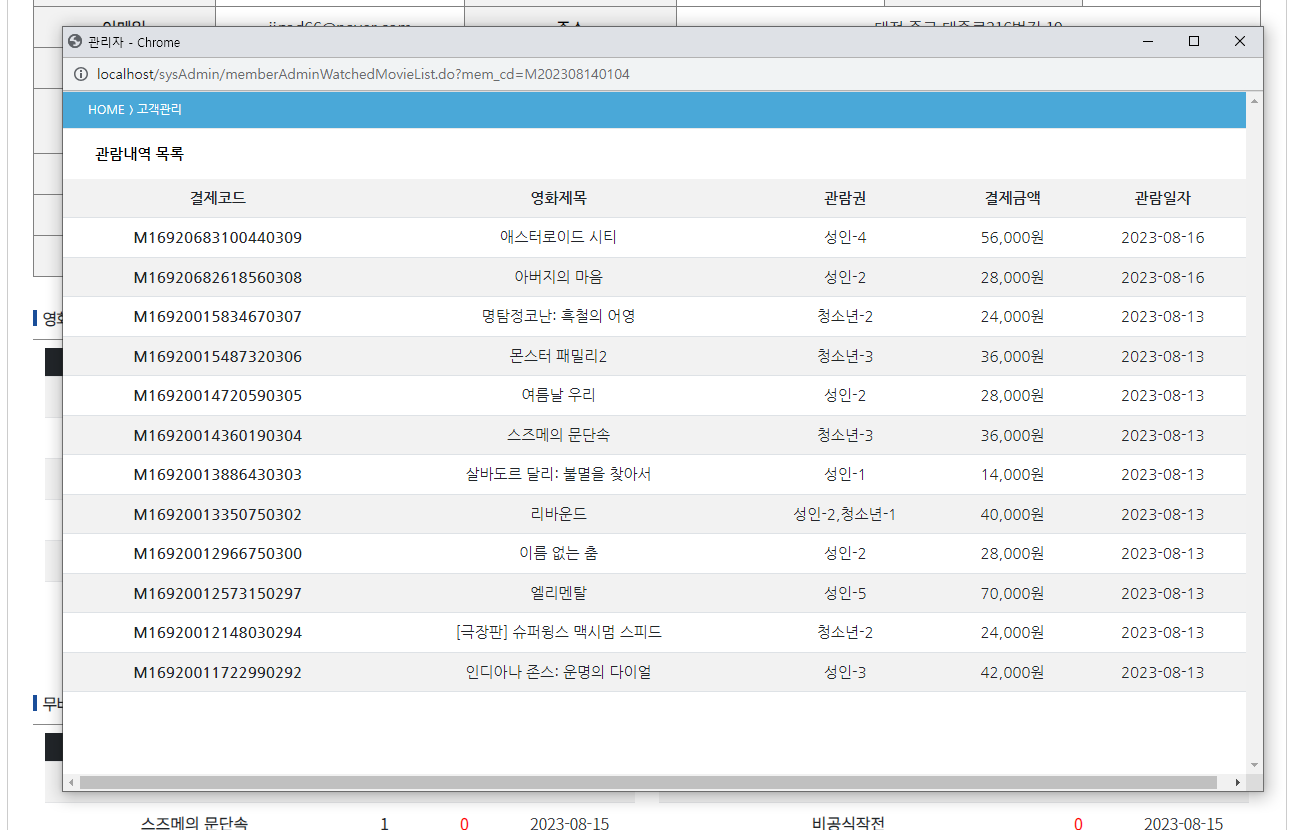 관리자 - Chrome
localhost/sysAdmin/memberAdminWatchedMovieList.do?mem_cd=M202308140104
HOME 〉고객관리
관람내역 목록
결제코드 영화제목 관람권 결제금액 관람일자
M16920683100440309 애스터로이드 시티 성인-4 56,000원 2023-08-16
M16920682618560308 아버지의 마음 성인-2 28,000원 2023-08-16
M16920015834670307 명탐정코난: 흑철의 어영 청소년-2 24,000원 2023-08-13
M16920015487320306 몬스터 패밀리2 청소년-3 36,000원 2023-08-13
M16920014720590305 여름날 우리 성인-2 28,000원 2023-08-13
M16920014360190304 스즈메의 문단속 청소년-3 36,000원 2023-08-13
M16920013886430303 살바도르 달리: 불멸을 찾아서 성인-1 14,000원 2023-08-13
M16920013350750302 리바운드 성인-2,청소년-1 40,000원 2023-08-13
M16920012966750300 이름 없는 춤 성인-2 28,000원 2023-08-13
M16920012573150297 엘리멘탈 성인-5 70,000원 2023-08-13
M16920012148030294 [극장판] 슈퍼윙스 맥시멈 스피드 청소년-2 24,000원 2023-08-13
M16920011722990292 인디아나 존스: 운명의 다이얼 성인-3 42,000원 2023-08-13
스즈메의 문단속 1 0 2023-08-15 비공식작전 0 2023-08-15